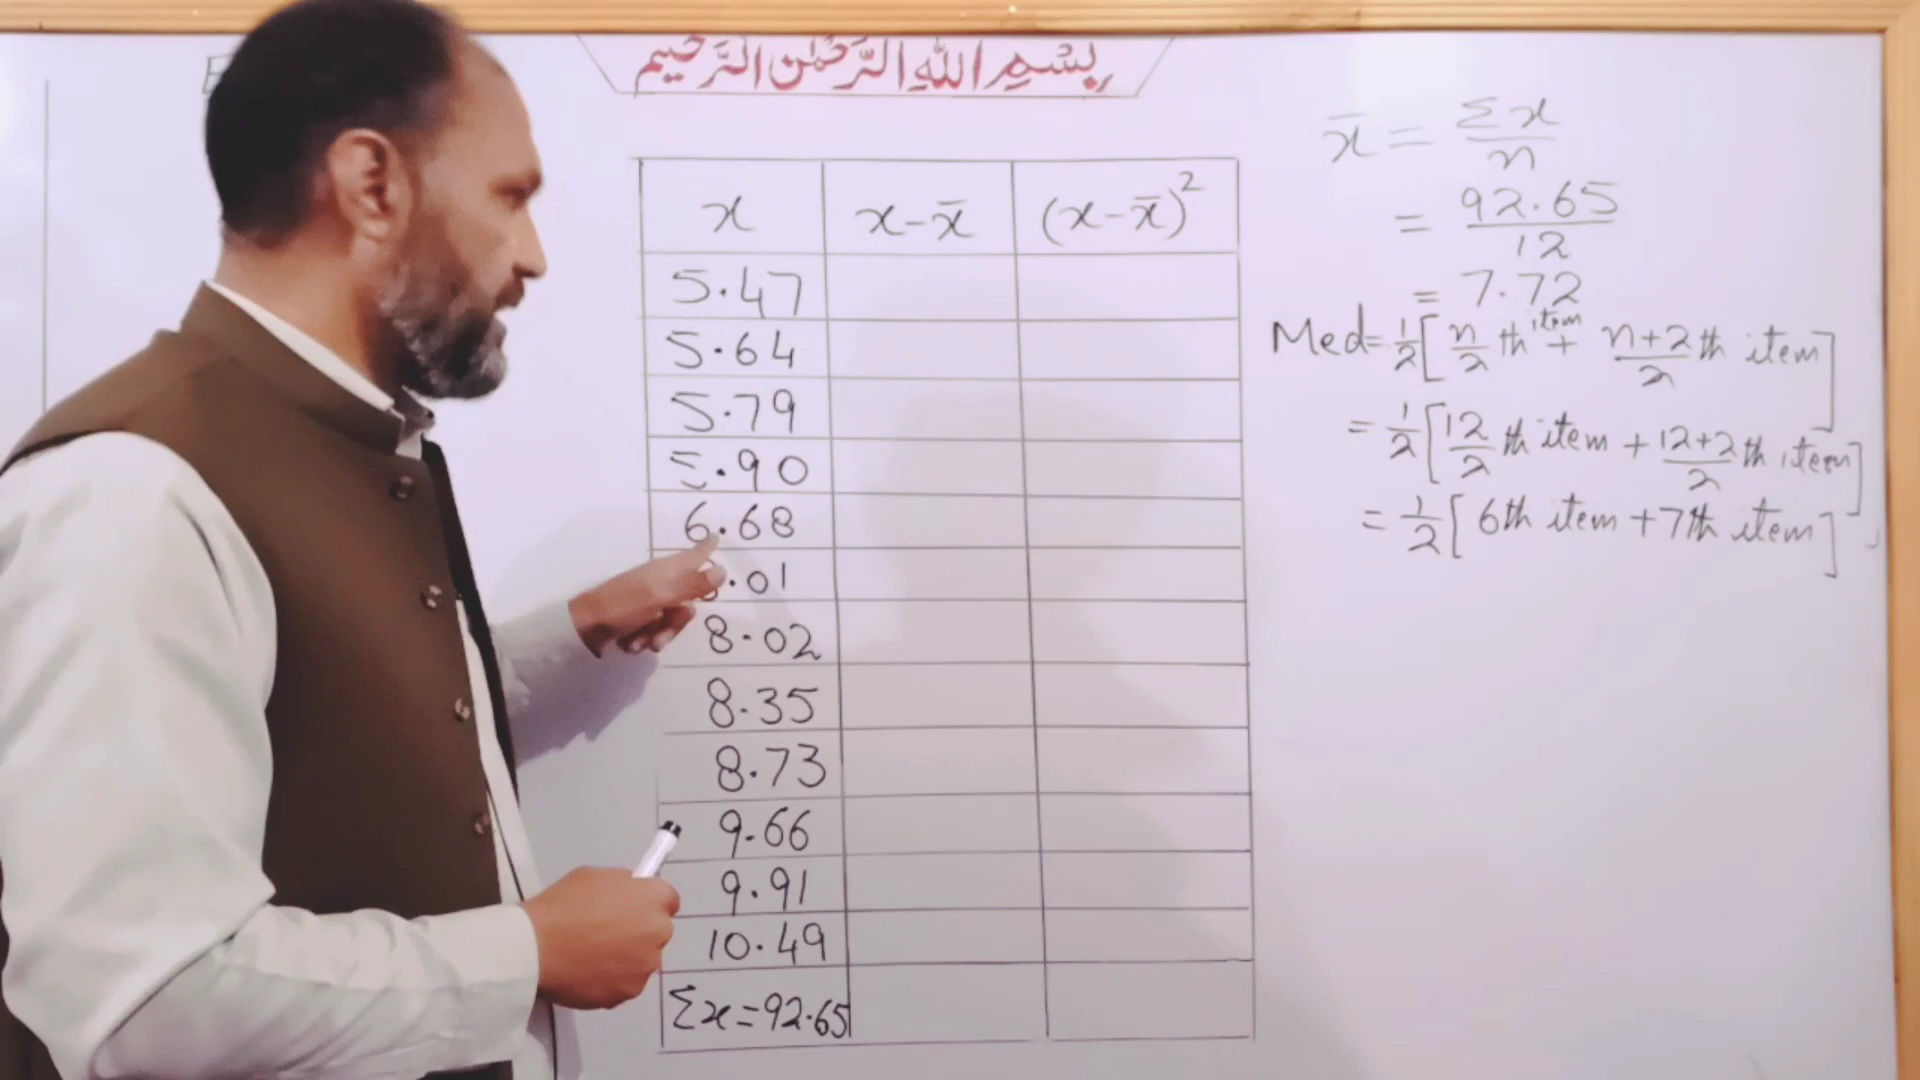 بِسْمِ اللهِ الرَّحْمٰنِ الرَّحِيْمِ
x x-x̄ (x-x̄)²
5.47
5.64
5.79
5.90
6.68
8.01
8.02
8.35
8.73
9.66
9.91
10.49
Σx=92.65
x̄ = Σx/n
= 92.65/12
= 7.72
Med=1/2[n/2 th item + n+2/2 th item]
= 1/2[12/2 th item + 12+2/2 th item]
= 1/2[6th item + 7th item]